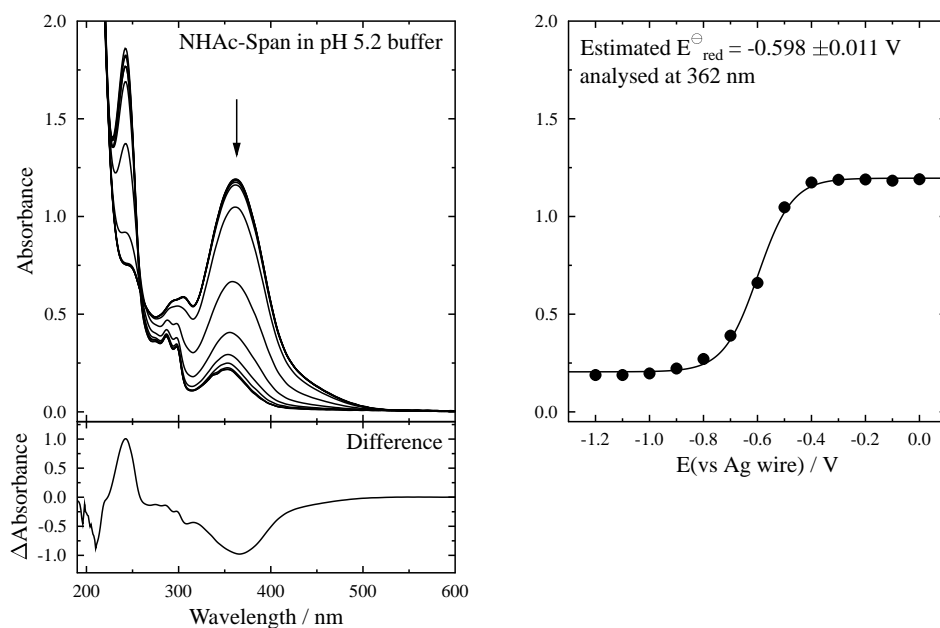 NHAc-Span in pH 5.2 buffer
2.0
1.5
1.0
0.5
0.0
Absorbance
Difference
1.0
0.5
0.0
-0.5
-1.0
ΔAbsorbance
200 300 400 500 600
Wavelength / nm
Estimated E⊖red = -0.598 ±0.011 V
analysed at 362 nm
2.0
1.5
1.0
0.5
0.0
-1.2 -1.0 -0.8 -0.6 -0.4 -0.2 0.0
E(vs Ag wire) / V